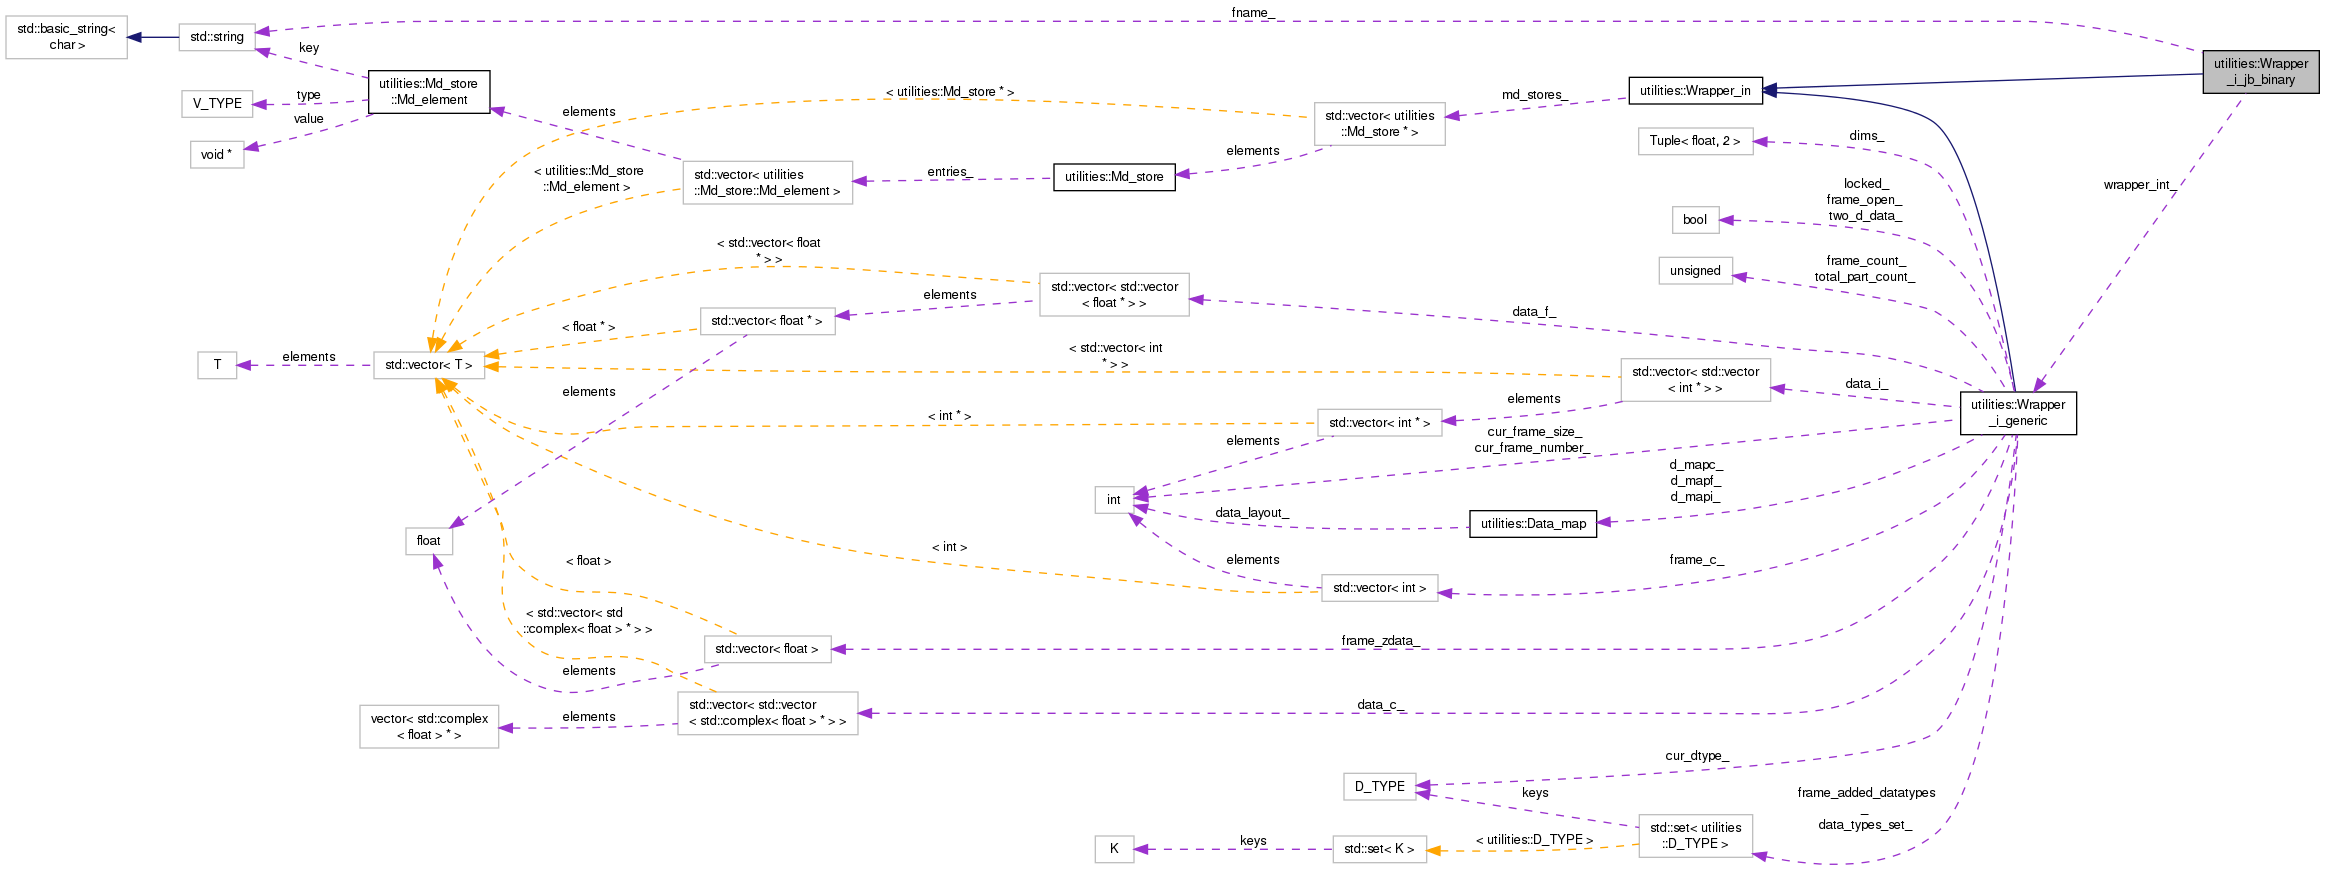 fname_
std::basic_string<
char >
std::string
key
utilities::Md_store
::Md_element
type
V_TYPE
value
void *
elements
< utilities::Md_store * >
std::vector< utilities
::Md_store * >
md_stores_
utilities::Wrapper_in
utilities::Wrapper
_i_jb_binary
Tuple< float, 2 >
dims_
elements
< utilities::Md_store
::Md_element >
std::vector< utilities
::Md_store::Md_element >
entries_
utilities::Md_store
wrapper_int_
locked_
frame_open_
two_d_data_
bool
unsigned
frame_count_
total_part_count_
< std::vector< float
* > >
std::vector< std::vector
< float * > >
elements
std::vector< float * >
data_f_
< float * >
T
elements
std::vector< T >
< std::vector< int
* > >
std::vector< std::vector
< int * > >
data_i_
utilities::Wrapper
_i_generic
elements
elements
< int * >
std::vector< int * >
cur_frame_size_
cur_frame_number_
elements
d_mapc_
d_mapf_
d_mapi_
int
data_layout_
utilities::Data_map
float
< int >
< float >
elements
std::vector< int >
frame_c_
< std::vector< std
::complex< float > * > >
std::vector< float >
frame_zdata_
elements
std::vector< std::vector
< std::complex< float > * > >
data_c_
vector< std::complex
< float > * >
elements
cur_dtype_
D_TYPE
keys
frame_added_datatypes
_
data_types_set_
std::set< utilities
::D_TYPE >
< utilities::D_TYPE >
std::set< K >
keys
K